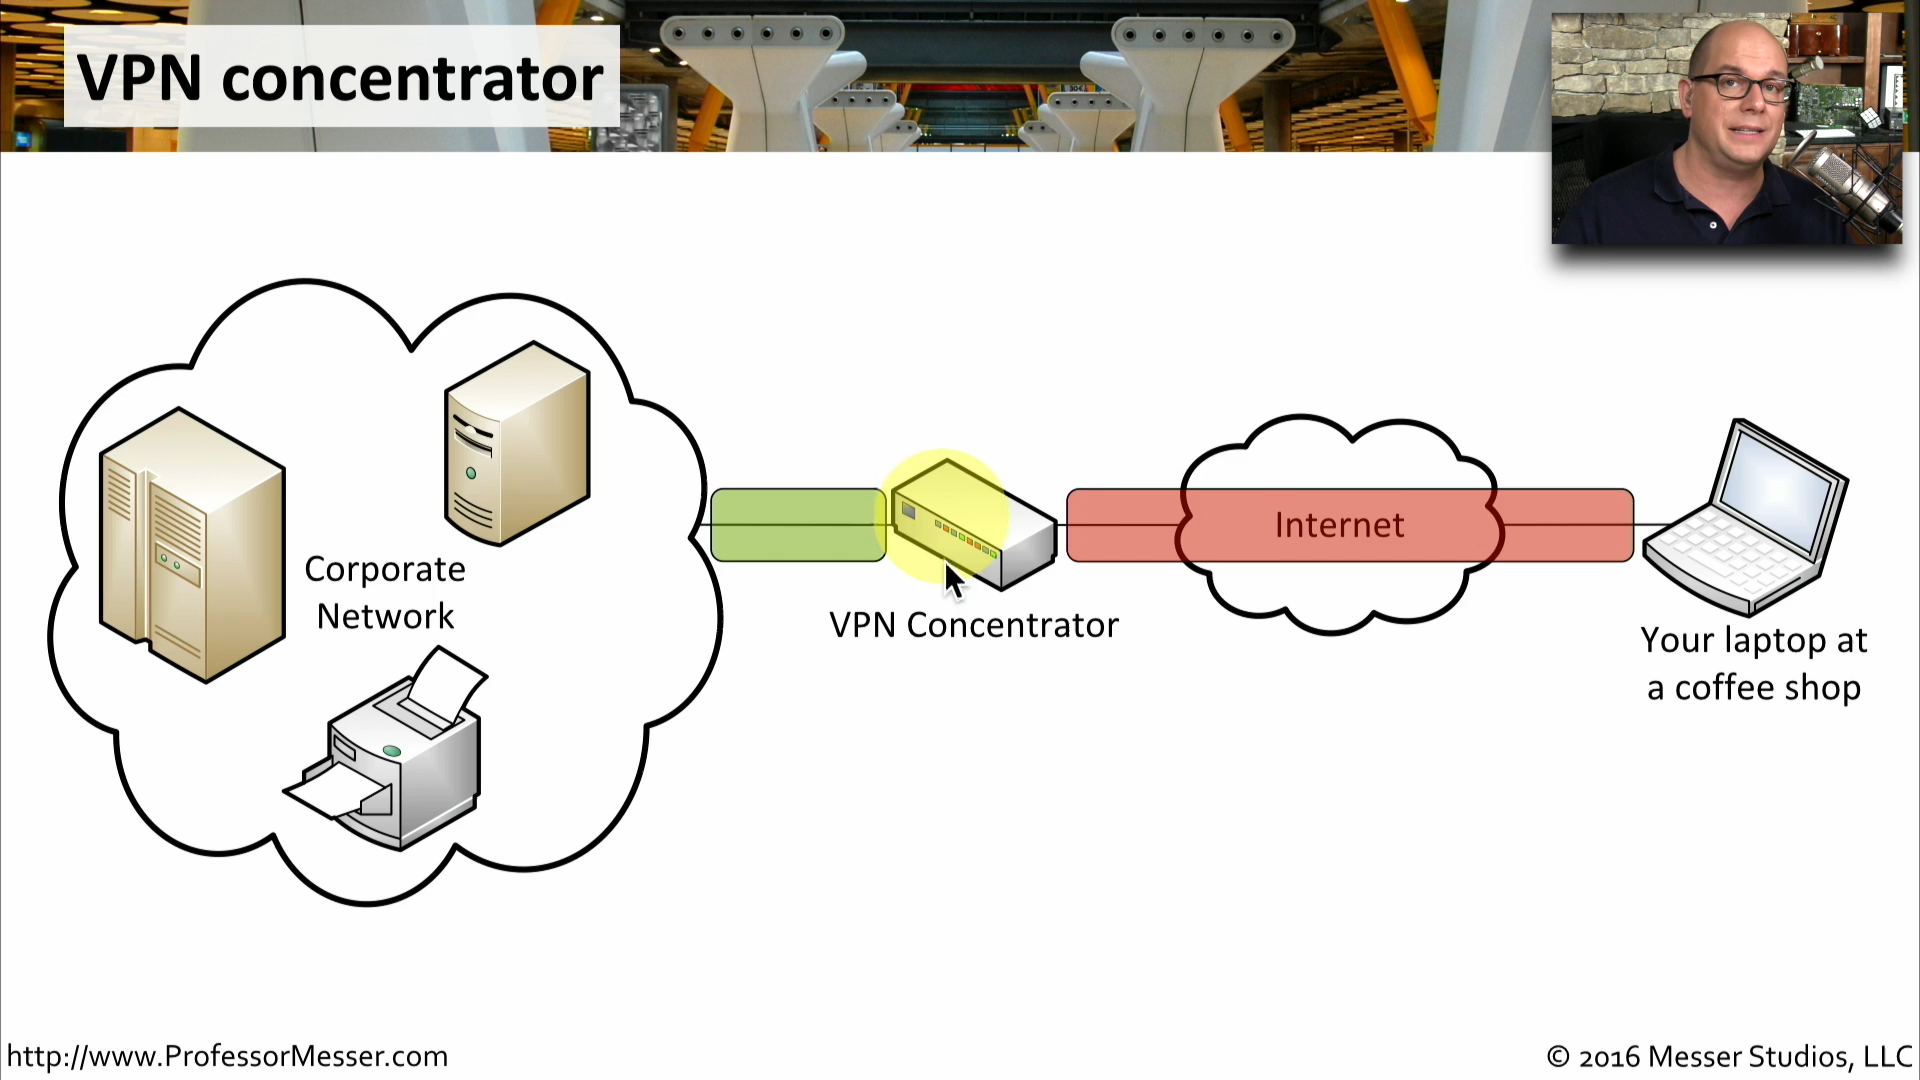 VPN concentrator
Corporate
Network
VPN Concentrator
Internet
Your laptop at
a coffee shop
http://www.ProfessorMesser.com
© 2016 Messer Studios, LLC